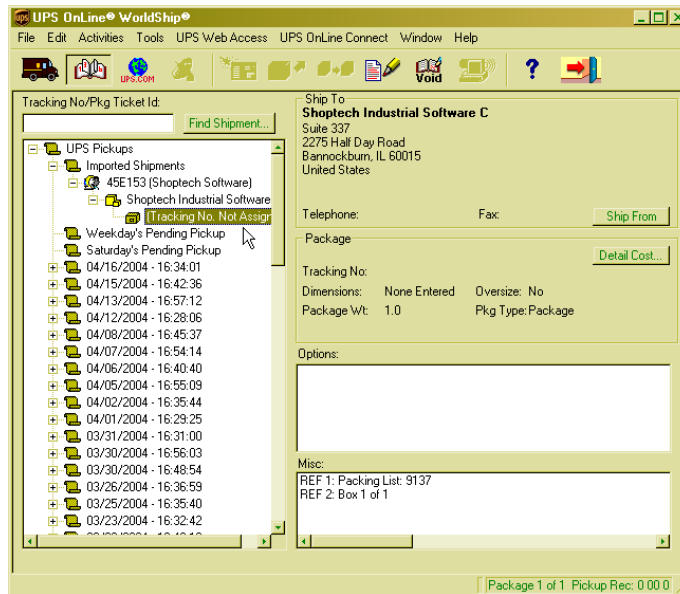 UPS OnLine® WorldShip®
File Edit Activities Tools UPS Web Access UPS OnLine Connect Window Help
UPS.COM
Void
?
Tracking No/Pkg Ticket Id:
Find Shipment...
UPS Pickups
Imported Shipments
45E153 (Shoptech Software)
Shoptech Industrial Software
(Tracking No. Not Assign
Weekday's Pending Pickup
Saturday's Pending Pickup
04/16/2004 - 16:34:01
04/15/2004 - 16:42:36
04/13/2004 - 16:57:12
04/12/2004 - 16:28:06
04/08/2004 - 16:45:37
04/07/2004 - 16:54:14
04/06/2004 - 16:40:40
04/05/2004 - 16:55:09
04/02/2004 - 16:35:44
04/01/2004 - 16:29:25
03/31/2004 - 16:31:00
03/30/2004 - 16:56:03
03/30/2004 - 16:48:54
03/26/2004 - 16:36:59
03/25/2004 - 16:35:40
03/23/2004 - 16:32:42
Ship To
Shoptech Industrial Software C
Suite 337
2275 Half Day Road
Bannockburn, IL 60015
United States
Telephone: Fax: Ship From
Package
Detail Cost...
Tracking No:
Dimensions: None Entered Oversize: No
Package Wt: 1.0 Pkg Type: Package
Options:
Misc:
REF 1: Packing List: 9137
REF 2: Box 1 of 1
Package 1 of 1 Pickup Rec: 0 00 0